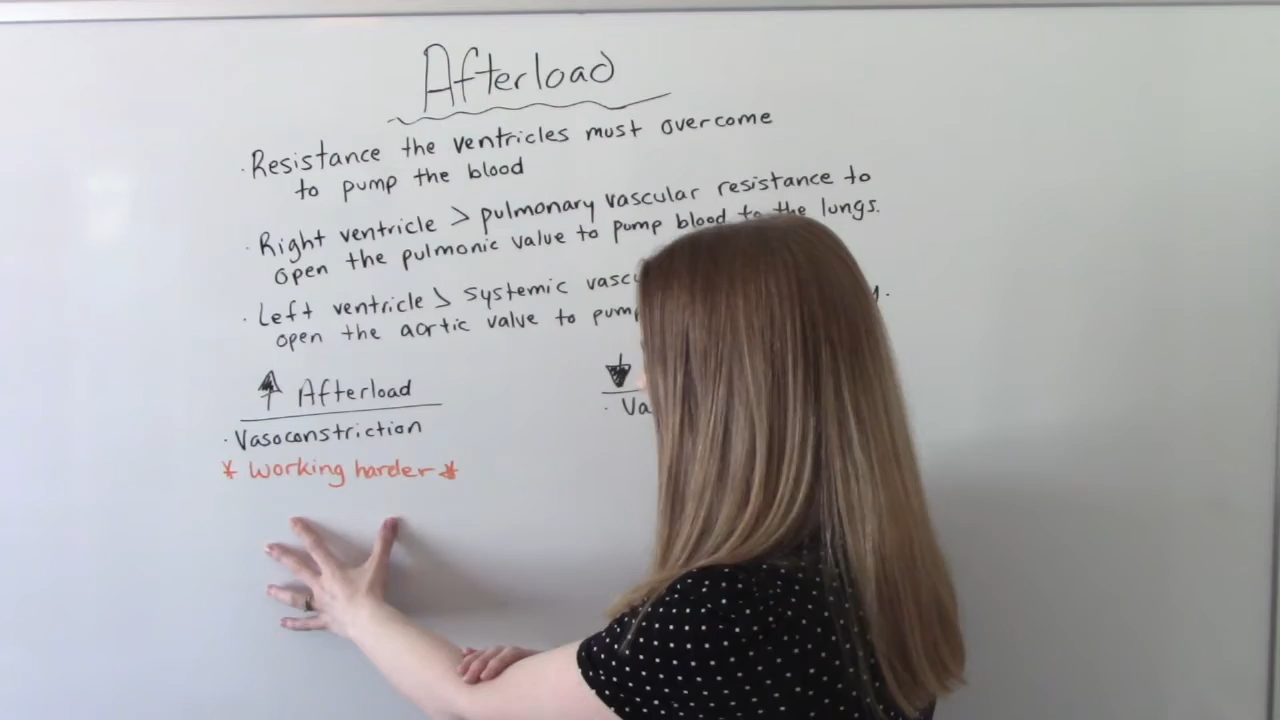 Afterload
· Resistance the ventricles must overcome
to pump the blood
· Right ventricle > pulmonary vascular resistance to
open the pulmonic valve to pump blood to the lungs.
· Left ventricle > systemic
open the aortic valve to pump
↑ Afterload
↓
· Vasoconstriction
* Working harder *